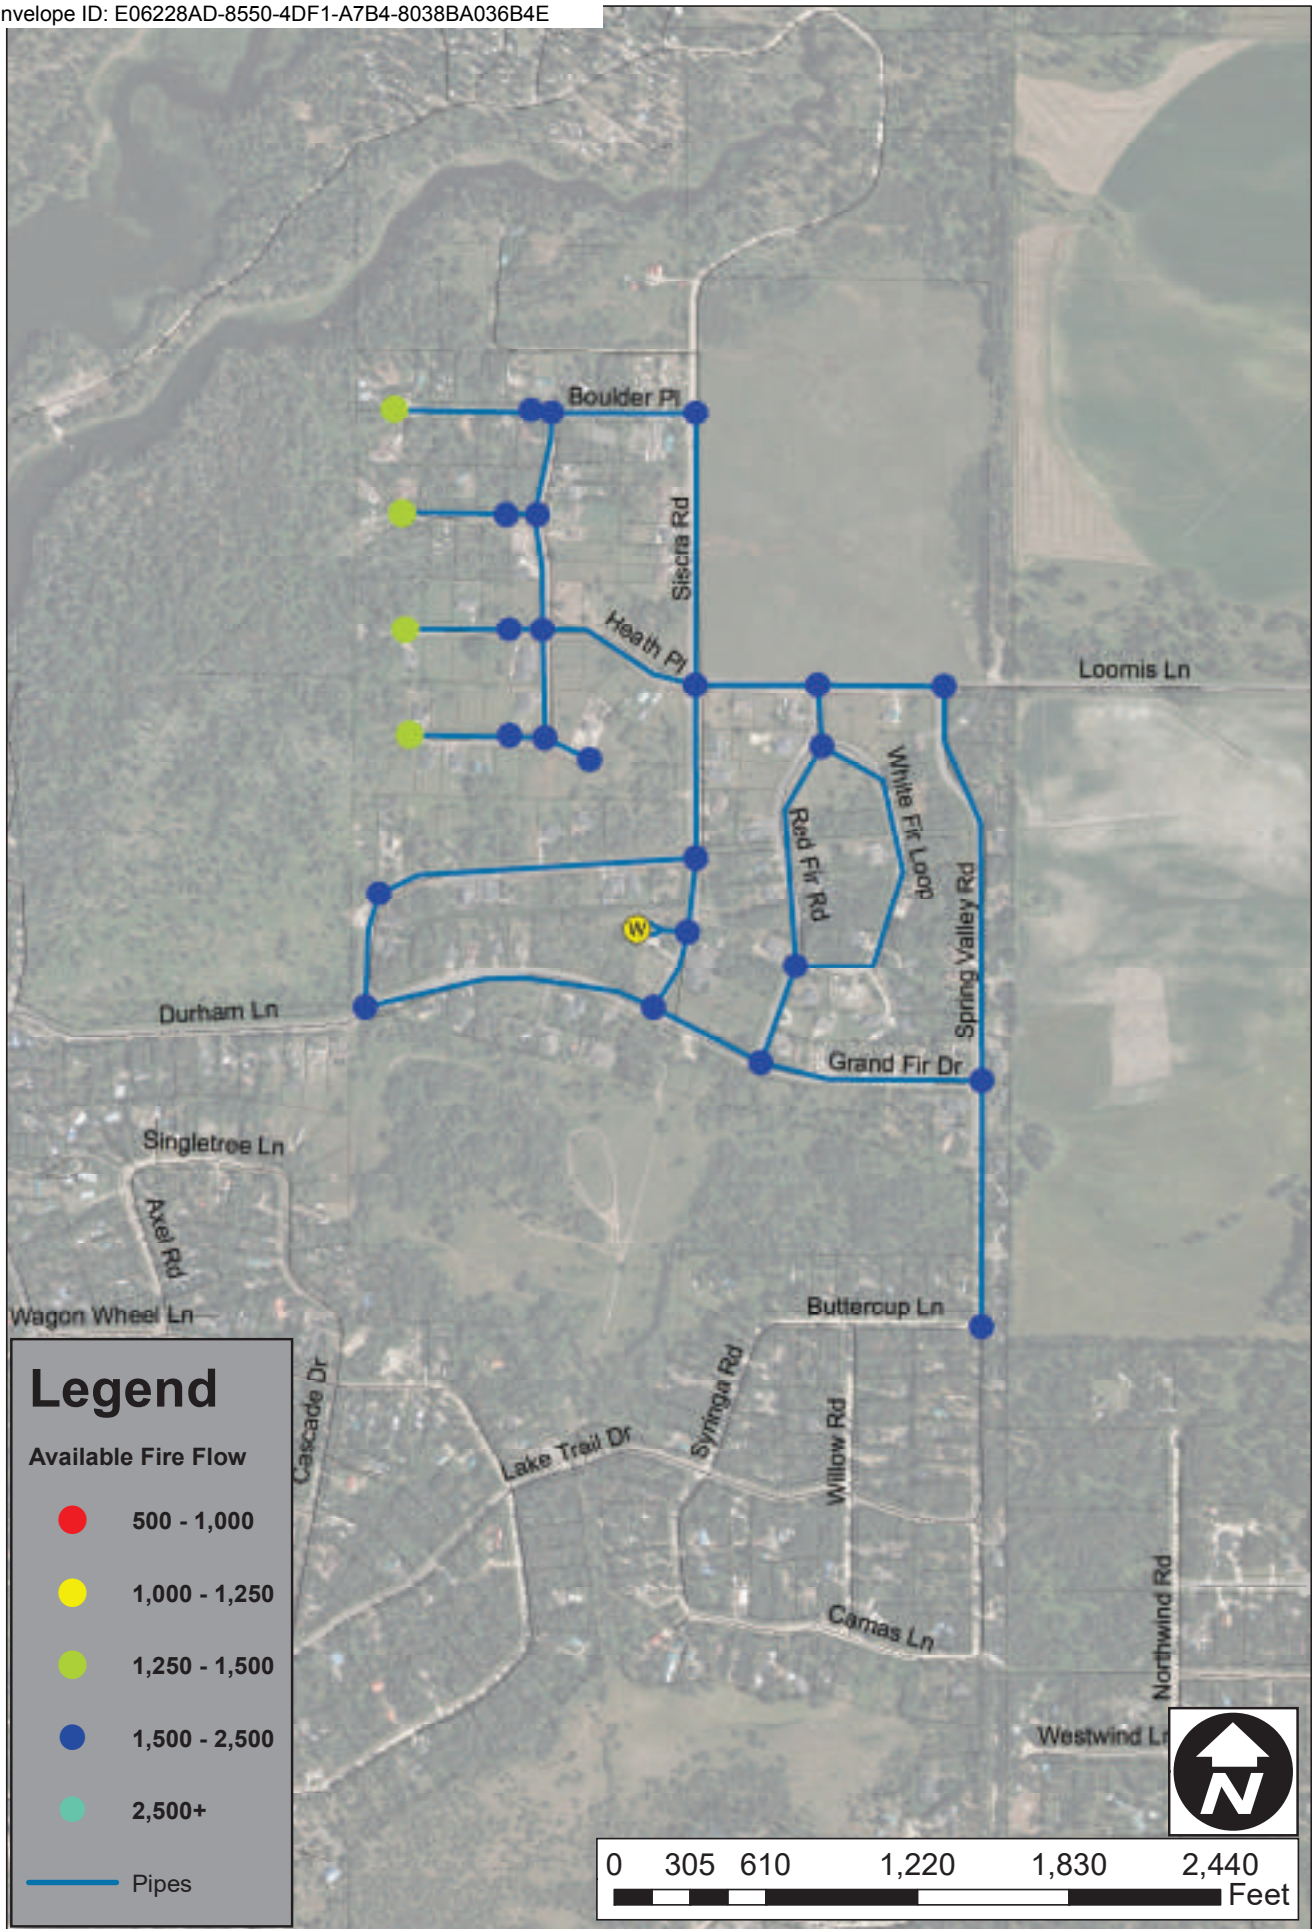 nvelope ID: E06228AD-8550-4DF1-A7B4-8038BA036B4E
Boulder Pl
Siscra Rd
Heath Pl
Loomis Ln
White Fir Loop
Red Fir Rd
Spring Valley Rd
W
Durham Ln
Grand Fir Dr
Singletree Ln
Axel Rd
Wagon Wheel Ln
Buttercup Ln
Cascade Dr
Syringa Rd
Willow Rd
Lake Trail Dr
Camas Ln
Northwind Rd
Westwind Ln
Legend
Available Fire Flow
500 - 1,000
1,000 - 1,250
1,250 - 1,500
1,500 - 2,500
2,500+
Pipes
N
0 305 610 1,220 1,830 2,440
Feet